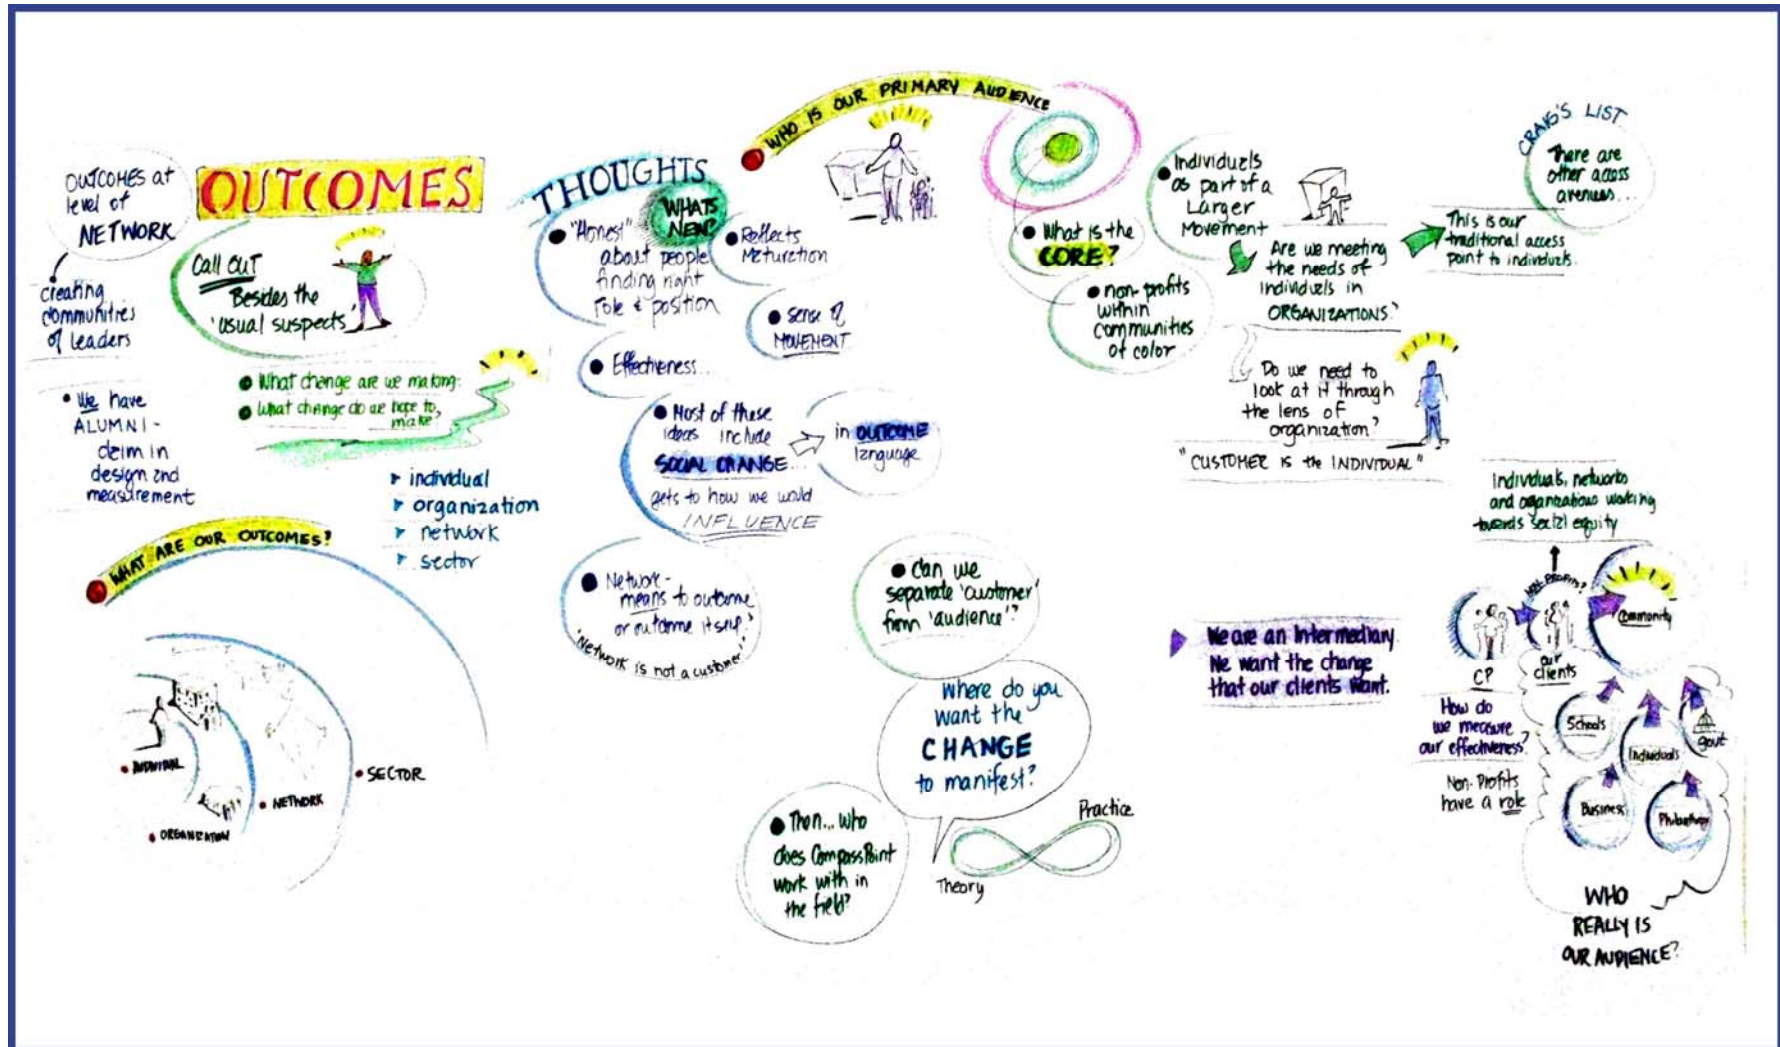 OUTCOMES at
level of
NETWORK
creating
communities
of leaders
• We have
ALUMNI -
claim in
design and
measurement
OUTCOMES
Call OUT
Besides the
'usual suspects'
• What change are we making:
• What change do we hope to,
make
individual
organization
network
sector
WHAT ARE OUR OUTCOMES?
• INDIVIDUAL
• ORGANIZATION
• NETWORK
• SECTOR
THOUGHTS
WHATS
NEW?
• "Honest"
about people
finding right
role & position
• Reflects
Maturation
• sense of
MOVEMENT
• Effectiveness...
• Most of these
ideas include
SOCIAL CHANGE...
gets to how we would
INFLUENCE
in OUTCOME
language
• Network-
means to outcome
or outcome itself.
'Network is not a customer'
WHO IS OUR PRIMARY AUDIENCE
• What is the
CORE?
• non-profits
within
communities
of color
• Individuals
as part of a
Larger
Movement
Are we meeting
the needs of
individuals in
ORGANIZATIONS?
This is our
traditional access
point to individuals.
CRAIG'S LIST
There are
other access
avenues...
Do we need to
look at it through
the lens of
organization?
"CUSTOMER is the INDIVIDUAL"
• Can we
separate 'customer'
from 'audience'?
Where do you
want the
CHANGE
to manifest?
• Then... who
does CompassPoint
work with in
the field?
Theory
Practice
We are an Intermediary.
We want the change
that our clients want.
Individuals, networks
and organizations working
towards social equity
NON-PROFITS?
Community
CP
our
clients
How do
we measure
our effectiveness?
Non-Profits
have a role
Schools
Individuals
govt
Business
Philanthropy
WHO
REALLY IS
OUR AUDIENCE?